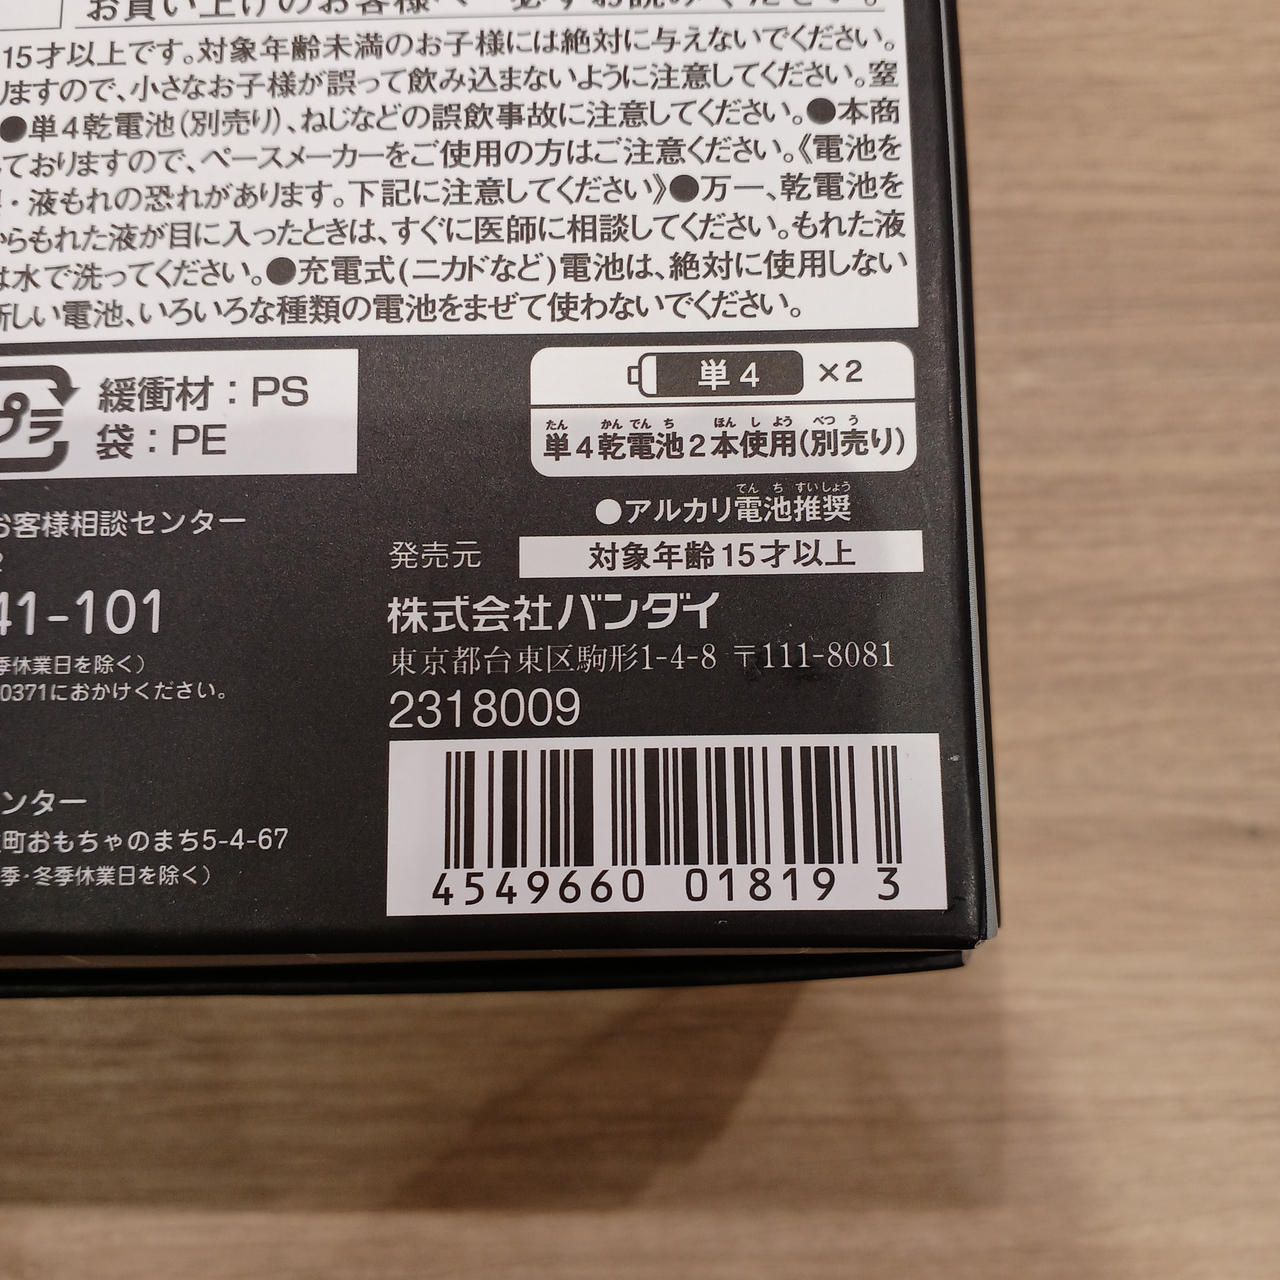 お買い上げのお客様へ 必ずお読みください。
15才以上です。対象年齢未満のお子様には絶対に与えないでください。
りますので、小さなお子様が誤って飲み込まないように注意してください。窒
●単4乾電池(別売り)、ねじなどの誤飲事故に注意してください。●本商
しておりますので、ペースメーカーをご使用の方はご注意ください。《電池を
・液もれの恐れがあります。下記に注意してください》●万一、乾電池を
からもれた液が目に入ったときは、すぐに医師に相談してください。もれた液
は水で洗ってください。●充電式(ニカドなど)電池は、絶対に使用しない
新しい電池、いろいろな種類の電池をまぜて使わないでください。
プラ
緩衝材：PS
袋：PE
単4 ×2
たん かんでんち ほん しよう べつう
単4乾電池2本使用(別売り)
でんち すいしょう
●アルカリ電池推奨
お客様相談センター
発売元
対象年齢15才以上
41-101
季休業日を除く)
0371におかけください。
株式会社バンダイ
東京都台東区駒形1-4-8 〒111-8081
2318009
ンター
町おもちゃのまち5-4-67
季・冬季休業日を除く)
4549660 01819 3